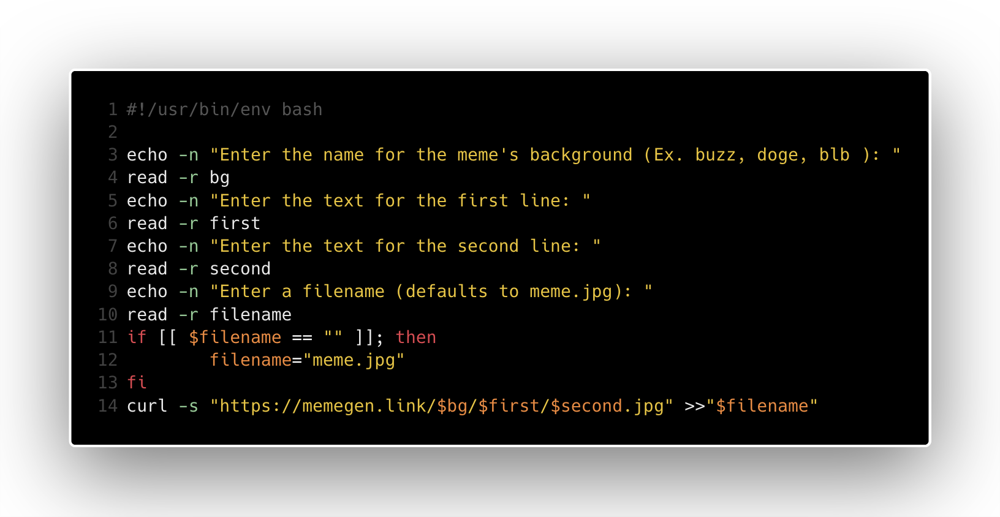 1 #!/usr/bin/env bash
2
3 echo -n "Enter the name for the meme's background (Ex. buzz, doge, blb ): "
4 read -r bg
5 echo -n "Enter the text for the first line: "
6 read -r first
7 echo -n "Enter the text for the second line: "
8 read -r second
9 echo -n "Enter a filename (defaults to meme.jpg): "
10 read -r filename
11 if [[ $filename == "" ]]; then
12         filename="meme.jpg"
13 fi
14 curl -s "https://memegen.link/$bg/$first/$second.jpg" >>"$filename"